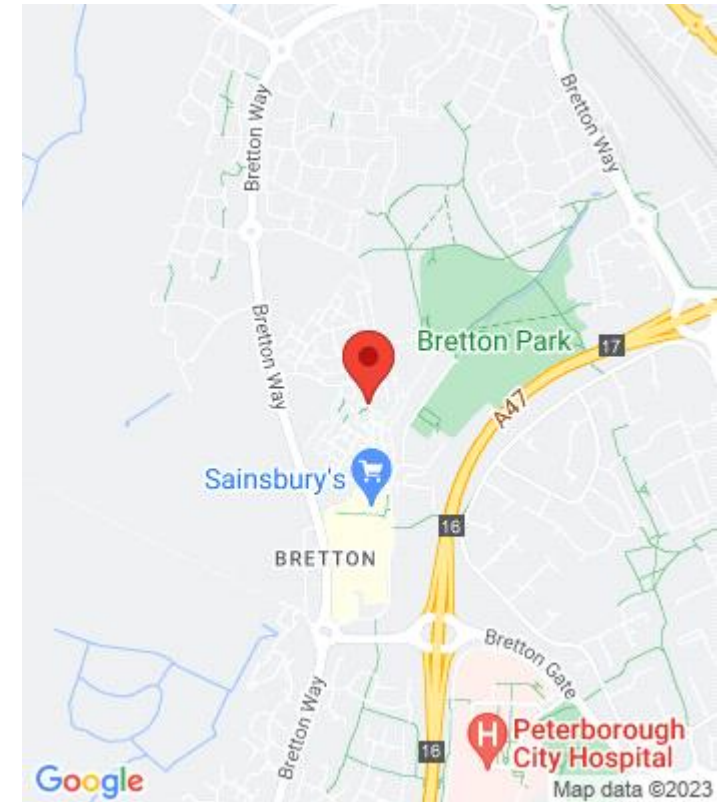 Bretton Way
Bretton Way
Bretton Park
17
Bretton Way
A47
Sainsbury's
16
BRETTON
Bretton Gate
Bretton Way
H
Peterborough
City Hospital
16
Google
Map data ©2023